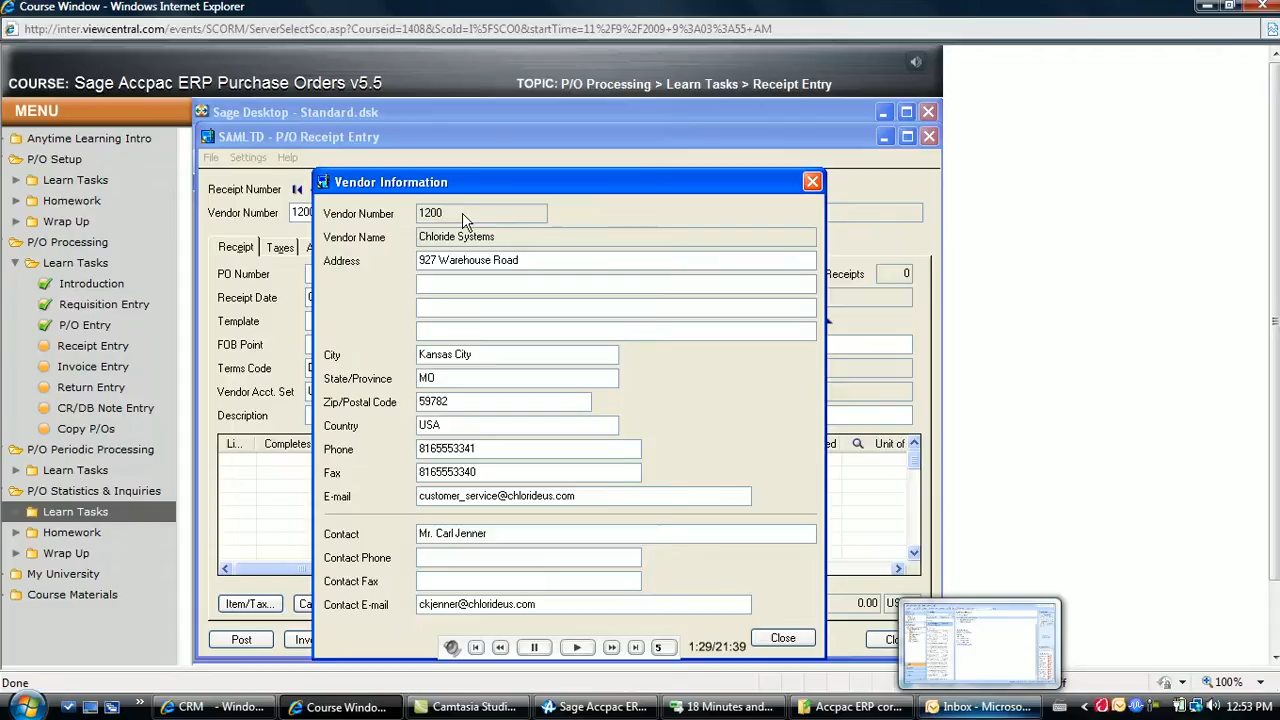 Course Window - Windows Internet Explorer
http://inter.viewcentral.com/events/SCORM/ServerSelectSco.asp?Courseid=1408&ScoId=I%5FSCO0&startTime=11%2F9%2F2009+9%3A03%3A55+AM
COURSE: Sage Accpac ERP Purchase Orders v5.5
TOPIC: P/O Processing > Learn Tasks > Receipt Entry
MENU
Anytime Learning Intro
P/O Setup
Learn Tasks
Homework
Wrap Up
P/O Processing
Learn Tasks
Introduction
Requisition Entry
P/O Entry
Receipt Entry
Invoice Entry
Return Entry
CR/DB Note Entry
Copy P/Os
P/O Periodic Processing
Learn Tasks
P/O Statistics & Inquiries
Learn Tasks
Homework
Wrap Up
My University
Course Materials
Sage Desktop - Standard.dsk
SAMLTD - P/O Receipt Entry
File Settings Help
Receipt Number
Vendor Number 1200
Receipt Taxes
PO Number
Receipts 0
Receipt Date
Template
FOB Point
Terms Code
Vendor Acct. Set
Description
Li... Completes
Unit of
Item/Tax...
0.00
Post
Vendor Information
Vendor Number 1200
Vendor Name Chloride Systems
Address 927 Warehouse Road
City Kansas City
State/Province MO
Zip/Postal Code 59782
Country USA
Phone 8165553341
Fax 8165553340
E-mail customer_service@chlorideus.com
Contact Mr. Carl Jenner
Contact Phone
Contact Fax
Contact E-mail ckjenner@chlorideus.com
Close
1:29/21:39
Done
100%
CRM - Windo...
Course Window...
Camtasia Studi...
Sage Accpac ER...
18 Minutes and...
Accpac ERP cor...
Inbox - Microso...
12:53 PM